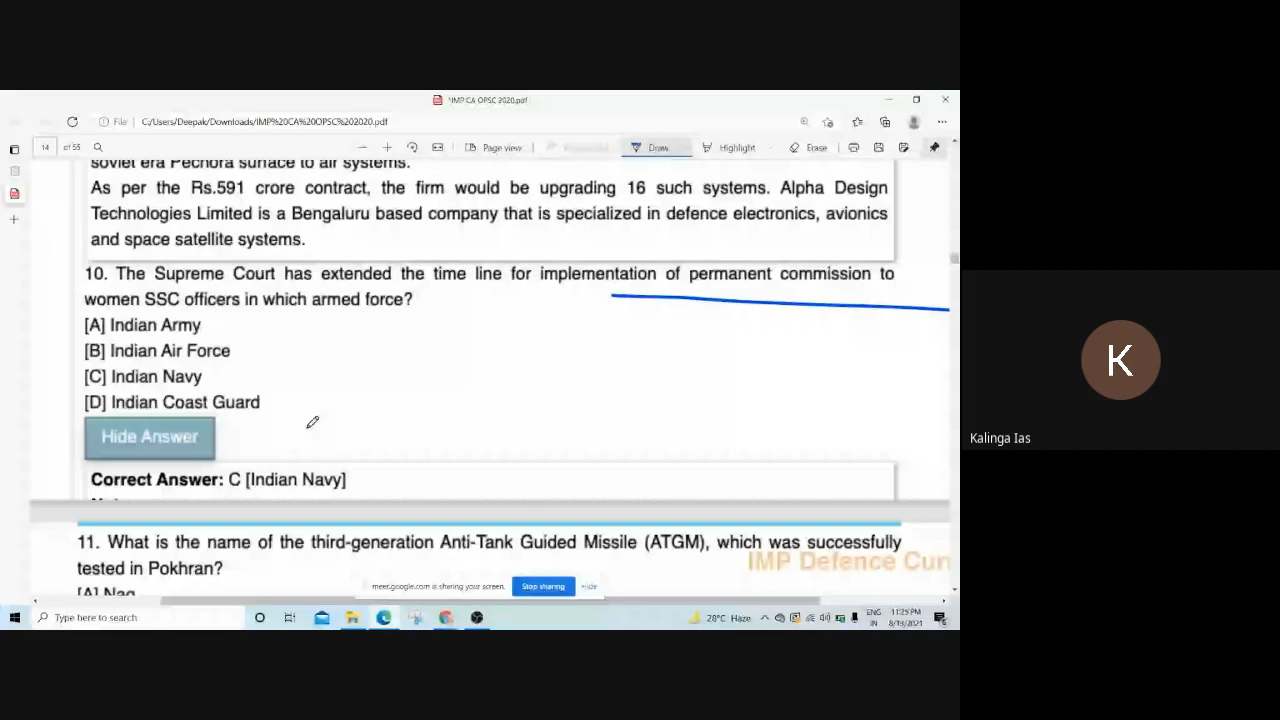 *IMP CA OPSC 2020.pdf
File | C:/Users/Deepak/Downloads/IMP%20CA%20OPSC%202020.pdf
14 of 55 Page view Draw Highlight Erase
soviet era Pechora surface to air systems.
As per the Rs.591 crore contract, the firm would be upgrading 16 such systems. Alpha Design
Technologies Limited is a Bengaluru based company that is specialized in defence electronics, avionics
and space satellite systems.
10. The Supreme Court has extended the time line for implementation of permanent commission to
women SSC officers in which armed force?
[A] Indian Army
[B] Indian Air Force
[C] Indian Navy
[D] Indian Coast Guard
Hide Answer
Correct Answer: C [Indian Navy]
11. What is the name of the third-generation Anti-Tank Guided Missile (ATGM), which was successfully
IMP Defence Curr
tested in Pokhran?
[A] Nag
meet.google.com is sharing your screen. Stop sharing Hide
Type here to search
28°C Haze ENG 11:25 PM
IN 8/13/2021
K
Kalinga Ias